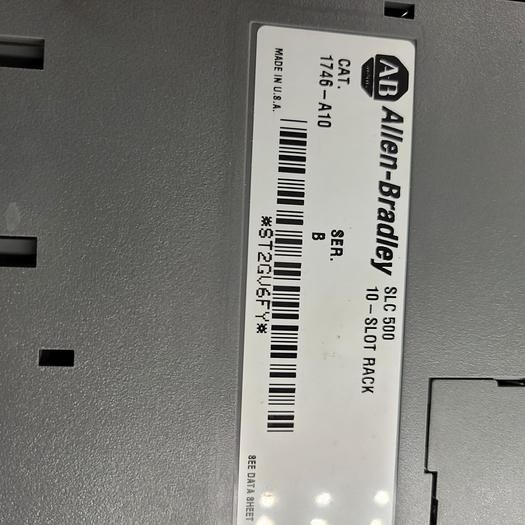 AB Allen-Bradley SLC 500
10-SLOT RACK
CAT. SER.
1746-A10 B
MADE IN U.S.A.
*ST2GV6FY*
SEE DATA SHEET